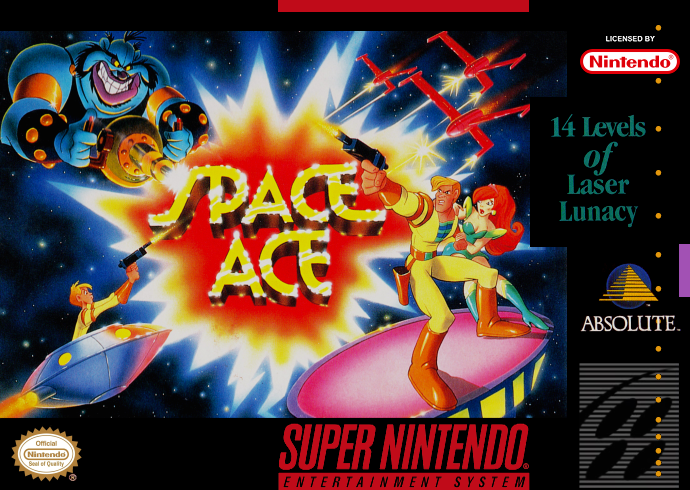 LICENSED BY
Nintendo®
14 Levels
of
Laser
Lunacy
SPACE
ACE
ABSOLUTE™
Official
Nintendo
Seal of Quality
®
SUPER NINTENDO®
ENTERTAINMENT SYSTEM